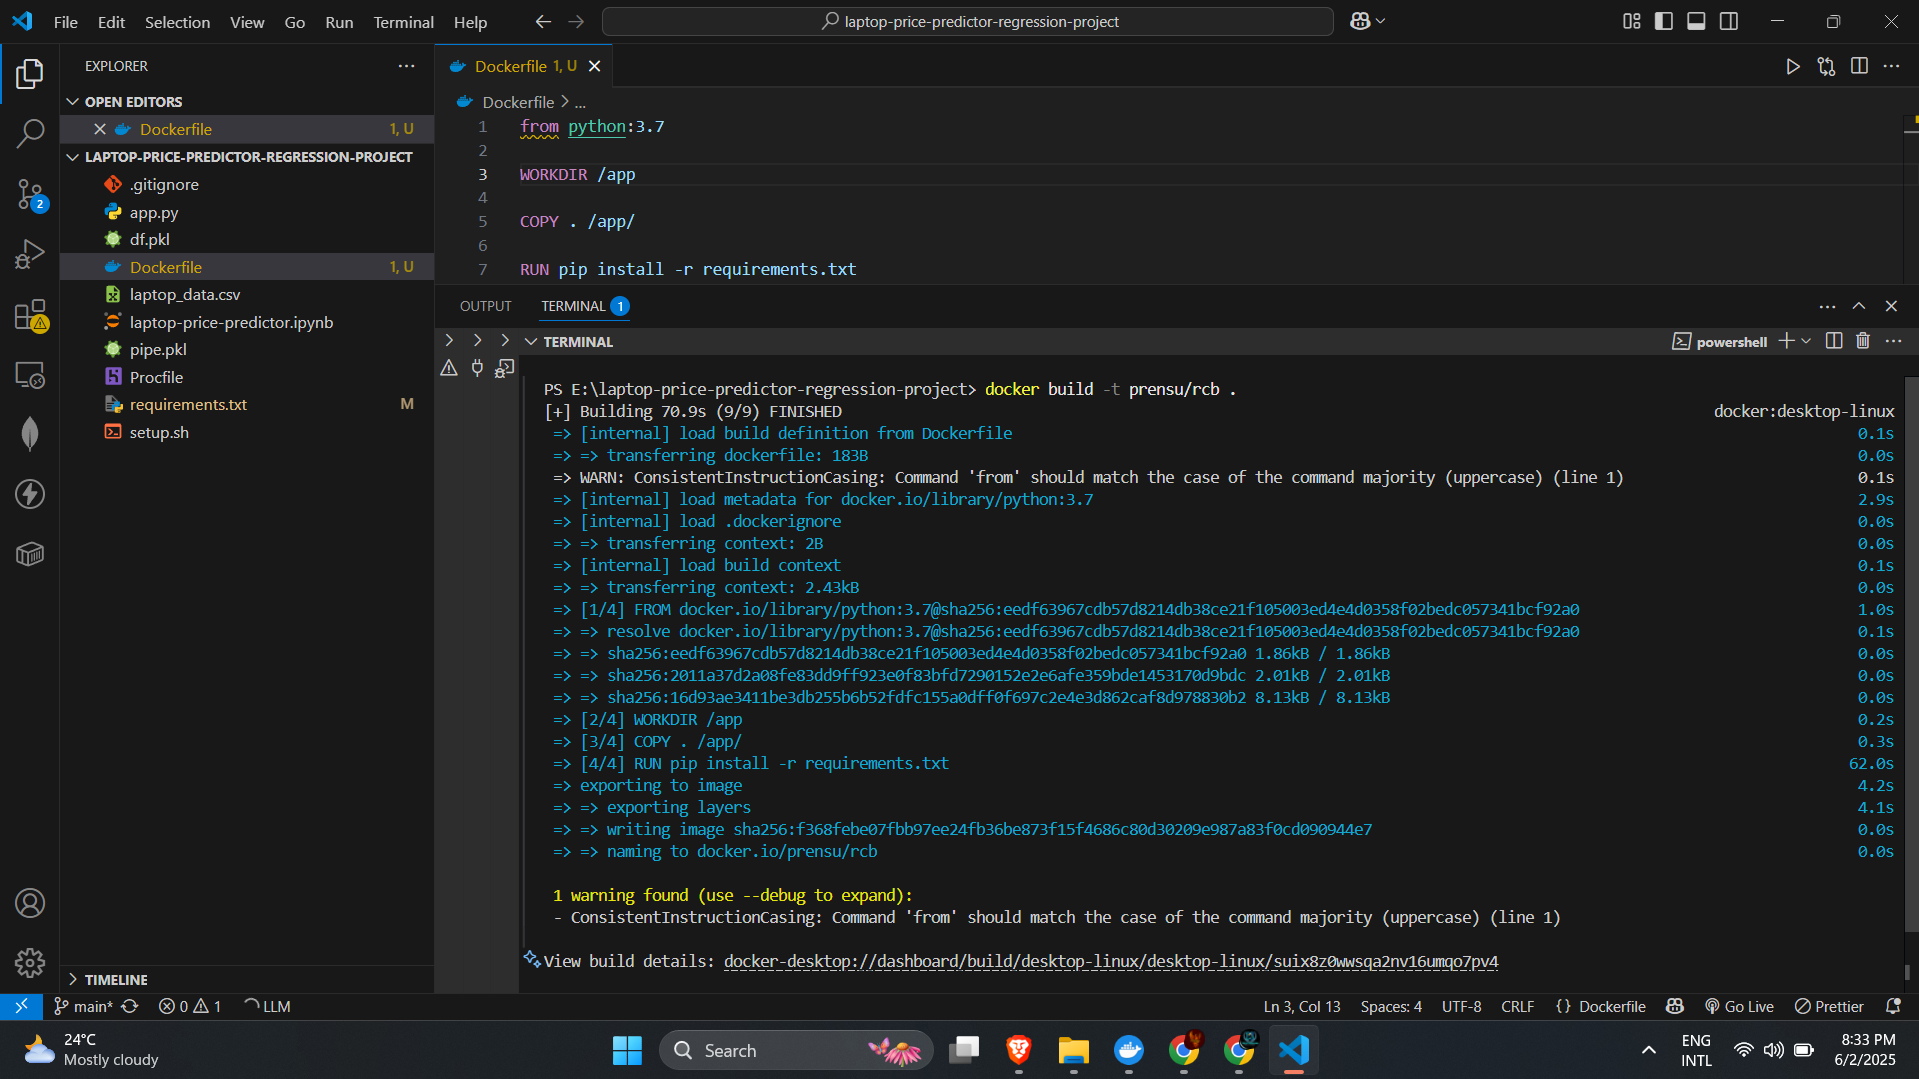 File Edit Selection View Go Run Terminal Help
laptop-price-predictor-regression-project
EXPLORER
OPEN EDITORS
Dockerfile 1, U
LAPTOP-PRICE-PREDICTOR-REGRESSION-PROJECT
.gitignore
app.py
df.pkl
Dockerfile 1, U
laptop_data.csv
laptop-price-predictor.ipynb
pipe.pkl
Procfile
requirements.txt M
setup.sh
TIMELINE
2
Dockerfile 1, U
Dockerfile > ...
1 from python:3.7
2
3 WORKDIR /app
4
5 COPY . /app/
6
7 RUN pip install -r requirements.txt
OUTPUT TERMINAL 1
TERMINAL
powershell
PS E:\laptop-price-predictor-regression-project> docker build -t prensu/rcb .
[+] Building 70.9s (9/9) FINISHED docker:desktop-linux
=> [internal] load build definition from Dockerfile 0.1s
=> => transferring dockerfile: 183B 0.0s
=> WARN: ConsistentInstructionCasing: Command 'from' should match the case of the command majority (uppercase) (line 1) 0.1s
=> [internal] load metadata for docker.io/library/python:3.7 2.9s
=> [internal] load .dockerignore 0.0s
=> => transferring context: 2B 0.0s
=> [internal] load build context 0.1s
=> => transferring context: 2.43kB 0.0s
=> [1/4] FROM docker.io/library/python:3.7@sha256:eedf63967cdb57d8214db38ce21f105003ed4e4d0358f02bedc057341bcf92a0 1.0s
=> => resolve docker.io/library/python:3.7@sha256:eedf63967cdb57d8214db38ce21f105003ed4e4d0358f02bedc057341bcf92a0 0.1s
=> => sha256:eedf63967cdb57d8214db38ce21f105003ed4e4d0358f02bedc057341bcf92a0 1.86kB / 1.86kB 0.0s
=> => sha256:2011a37d2a08fe83dd9ff923e0f83bfd7290152e2e6afe359bde1453170d9bdc 2.01kB / 2.01kB 0.0s
=> => sha256:16d93ae3411be3db255b6b52fdfc155a0dff0f697c2e4e3d862caf8d978830b2 8.13kB / 8.13kB 0.0s
=> [2/4] WORKDIR /app 0.2s
=> [3/4] COPY . /app/ 0.3s
=> [4/4] RUN pip install -r requirements.txt 62.0s
=> exporting to image 4.2s
=> => exporting layers 4.1s
=> => writing image sha256:f368febe07fbb97ee24fb36be873f15f4686c80d30209e987a83f0cd090944e7 0.0s
=> => naming to docker.io/prensu/rcb 0.0s
1 warning found (use --debug to expand):
- ConsistentInstructionCasing: Command 'from' should match the case of the command majority (uppercase) (line 1)
View build details: docker-desktop://dashboard/build/desktop-linux/desktop-linux/suix8z0wwsqa2nv16umqo7pv4
main* 0 1 LLM Ln 3, Col 13 Spaces: 4 UTF-8 CRLF {} Dockerfile Go Live Prettier
24°C
Mostly cloudy
Search
ENG
INTL
8:33 PM
6/2/2025